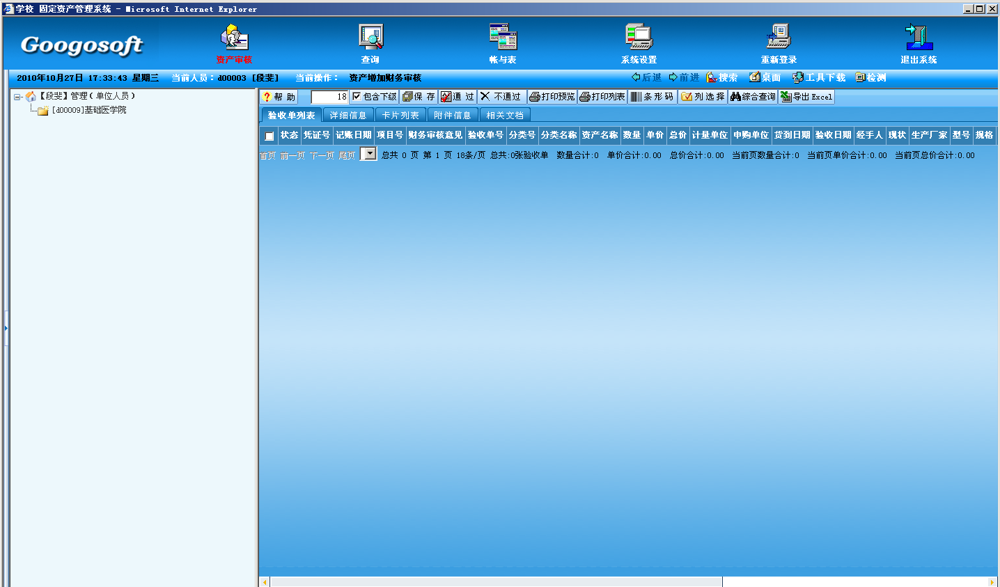 学校 固定资产管理系统 - Microsoft Internet Explorer
Googosoft
资产审核 查询 帐与表 系统设置 重新登录 退出系统
2010年10月27日 17:33:43 星期三 当前人员：d00003 [段斐] 当前操作： 资产增加财务审核 后退 前进 搜索 桌面 工具下载 检测
【段斐】管理（单位人员） 帮 助 18 包含下级 保 存 通 过 不通过 打印预览 打印列表 条 形 码 列 选 择 综合查询 导出 Excel
[d00009]基础医学院
验收单列表 详细信息 卡片列表 附件信息 相关文档
状态 凭证号 记账日期 项目号 财务审核意见 验收单号 分类号 分类名称 资产名称 数量 单价 总价 计量单位 申购单位 货到日期 验收日期 经手人 现状 生产厂家 型号 规格
首页 前一页 下一页 尾页 总共 0 页 第 1 页 18条/页 总共:0张验收单 数量合计:0 单价合计:0.00 总价合计:0.00 当前页数量合计:0 当前页单价合计:0.00 当前页总价合计:0.00